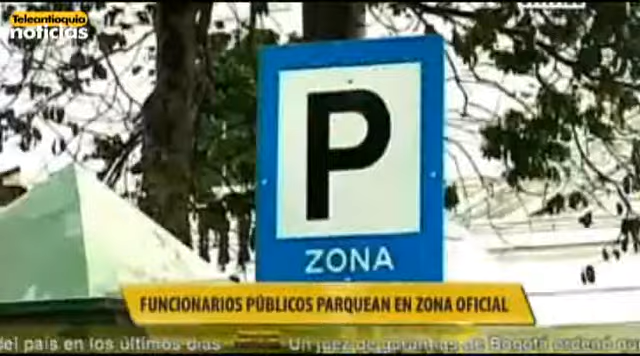 Teleantioquia
noticias
P
ZONA
FUNCIONARIOS PÚBLICOS PARQUEAN EN ZONA OFICIAL
del país en los últimos días
Un juez de garantías de Bogotá